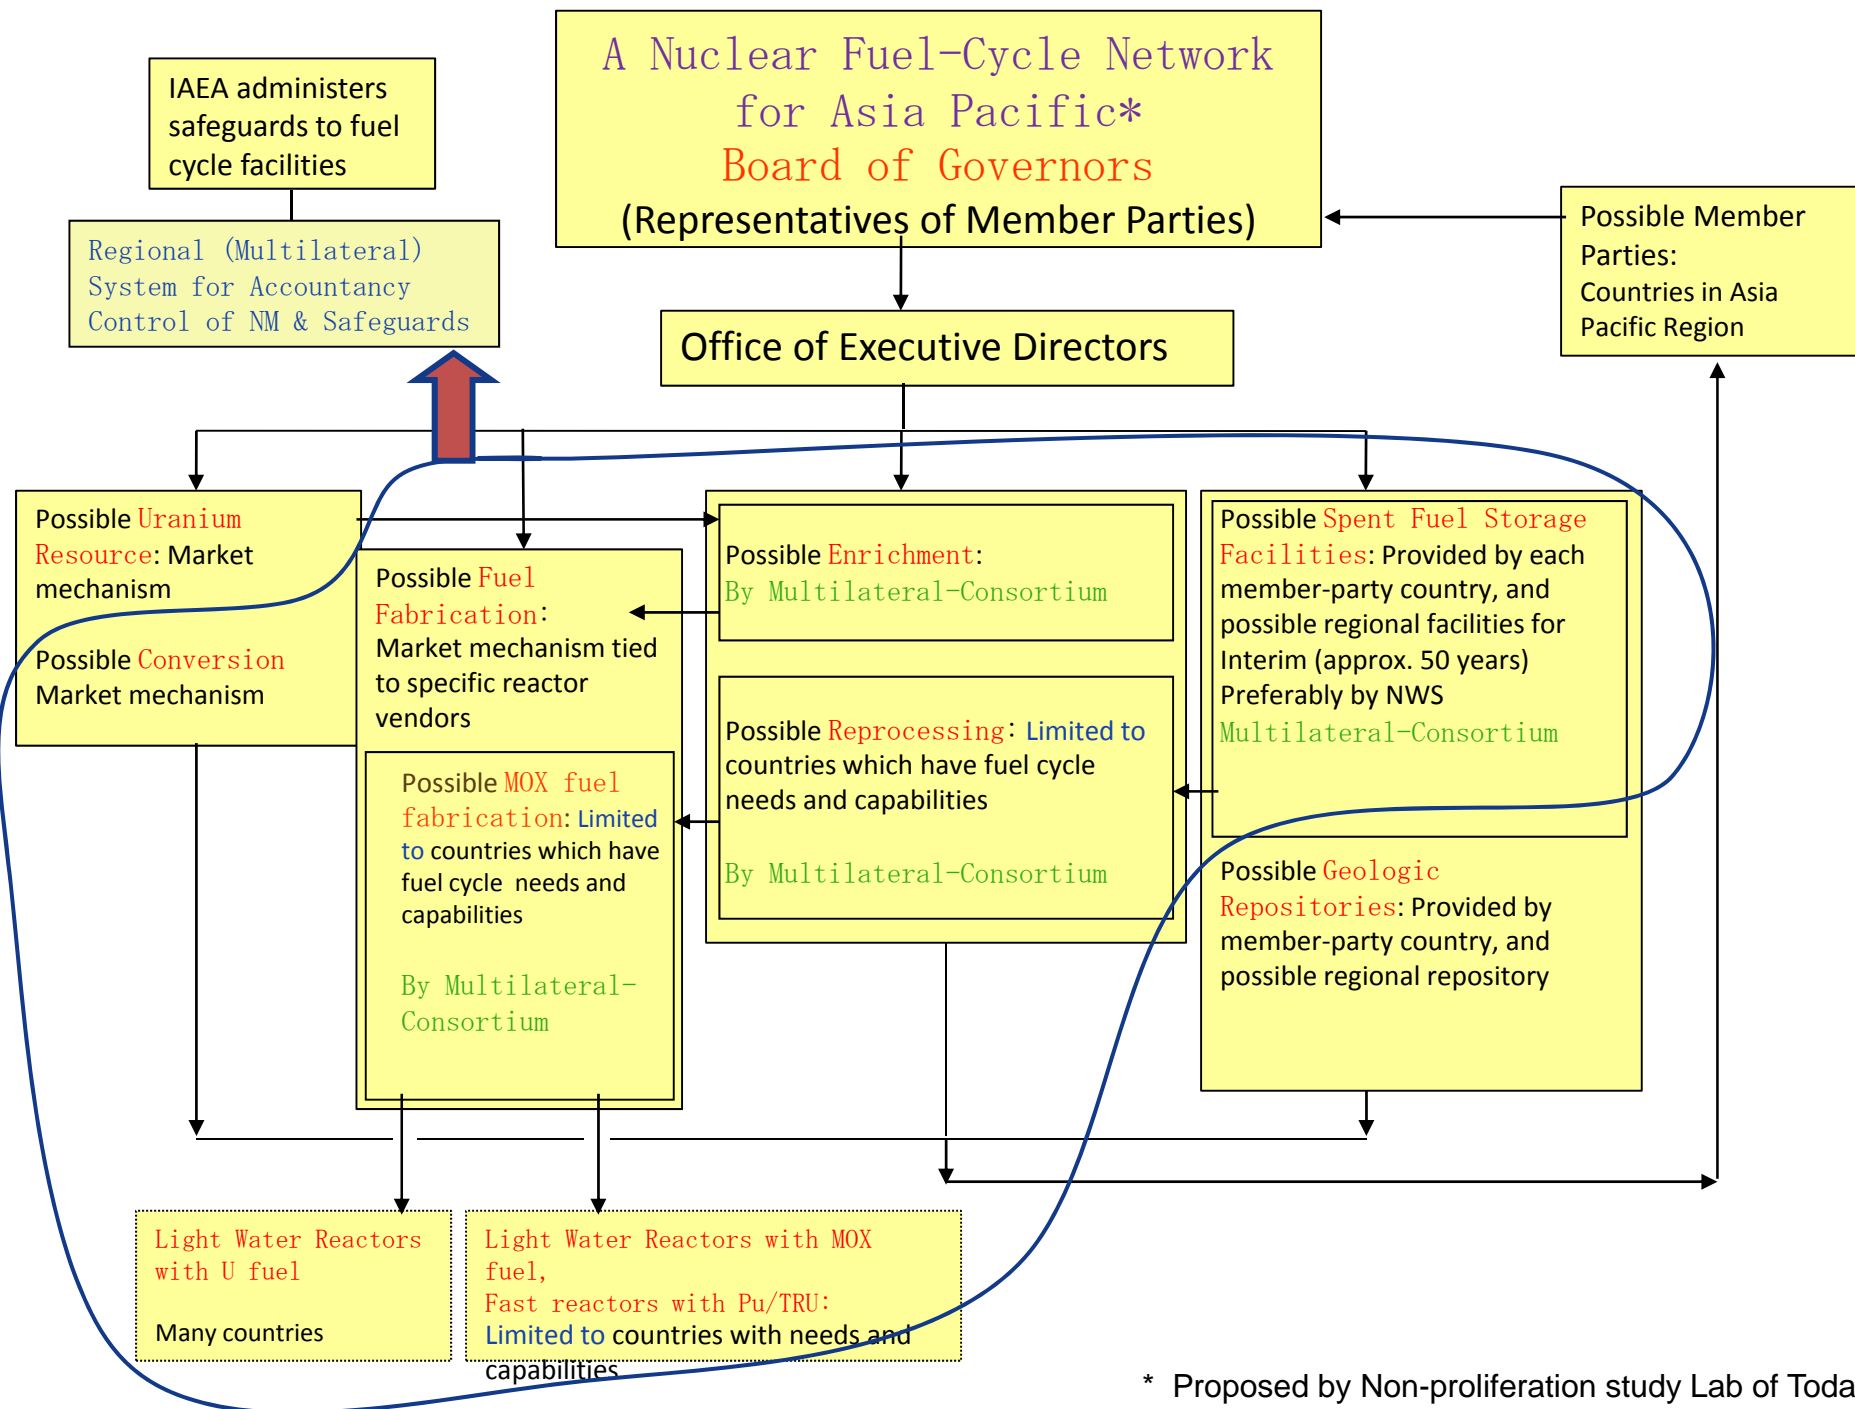 A Nuclear Fuel-Cycle Network
for Asia Pacific*
Board of Governors
(Representatives of Member Parties)
IAEA administers
safeguards to fuel
cycle facilities
Regional (Multilateral)
System for Accountancy
Control of NM & Safeguards
Possible Member
Parties:
Countries in Asia
Pacific Region
Office of Executive Directors
Possible Uranium
Resource: Market
mechanism
Possible Conversion
Market mechanism
Possible Fuel
Fabrication:
Market mechanism tied
to specific reactor
vendors
Possible MOX fuel
fabrication: Limited
to countries which have
fuel cycle needs and
capabilities
By Multilateral-
Consortium
Possible Enrichment:
By Multilateral-Consortium
Possible Reprocessing: Limited to
countries which have fuel cycle
needs and capabilities
By Multilateral-Consortium
Possible Spent Fuel Storage
Facilities: Provided by each
member-party country, and
possible regional facilities for
Interim (approx. 50 years)
Preferably by NWS
Multilateral-Consortium
Possible Geologic
Repositories: Provided by
member-party country, and
possible regional repository
Light Water Reactors
with U fuel
Many countries
Light Water Reactors with MOX
fuel,
Fast reactors with Pu/TRU:
Limited to countries with needs and
capabilities
* Proposed by Non-proliferation study Lab of Toda